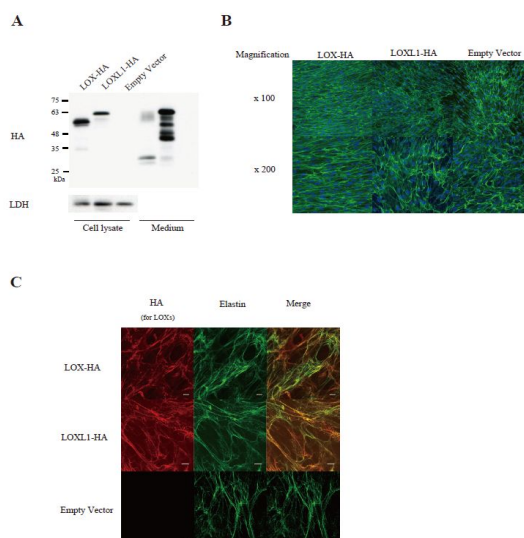 A
LOX-HA
LOXL1-HA
Empty Vector
75
63
HA
48
35
25
kDa
LDH
Cell lysate Medium
B
Magnification LOX-HA LOXL1-HA Empty Vector
x 100
x 200
C
HA Elastin Merge
(for LOXs)
LOX-HA
LOXL1-HA
Empty Vector